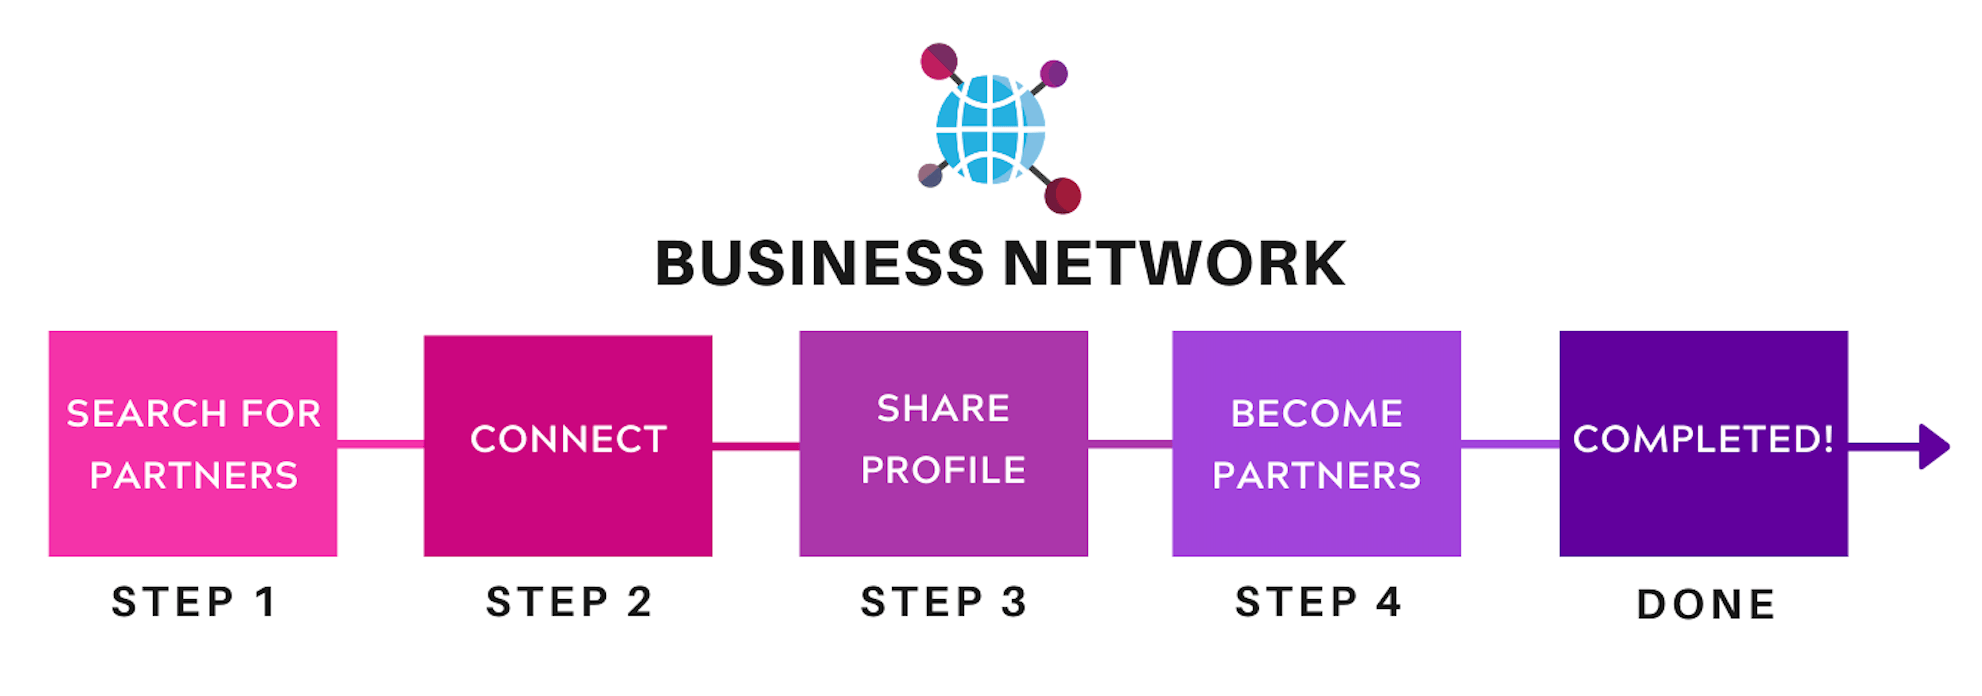 BUSINESS NETWORK
SEARCH FOR
PARTNERS
STEP 1
CONNECT
STEP 2
SHARE
PROFILE
STEP 3
BECOME
PARTNERS
STEP 4
COMPLETED!
DONE